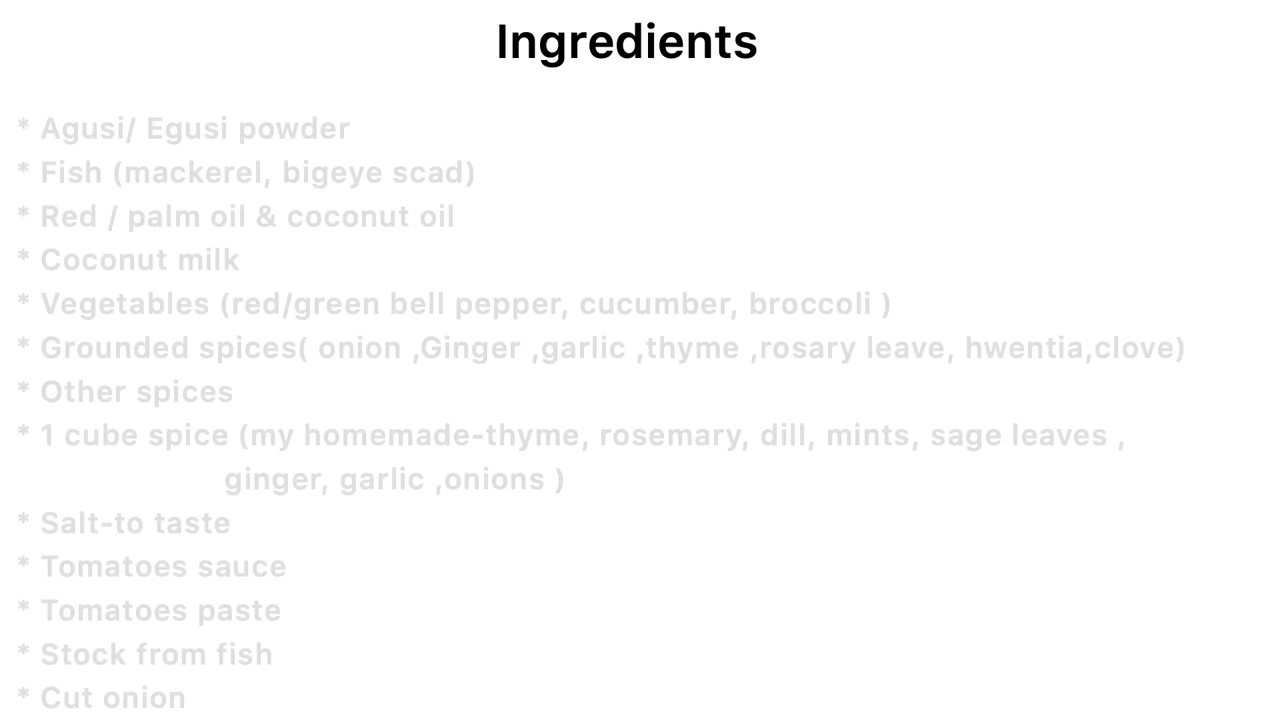 Ingredients
* Agusi/ Egusi powder
* Fish (mackerel, bigeye scad)
* Red / palm oil & coconut oil
* Coconut milk
* Vegetables (red/green bell pepper, cucumber, broccoli )
* Grounded spices( onion ,Ginger ,garlic ,thyme ,rosary leave, hwentia,clove)
* Other spices
* 1 cube spice (my homemade-thyme, rosemary, dill, mints, sage leaves ,
ginger, garlic ,onions )
* Salt-to taste
* Tomatoes sauce
* Tomatoes paste
* Stock from fish
* Cut onion